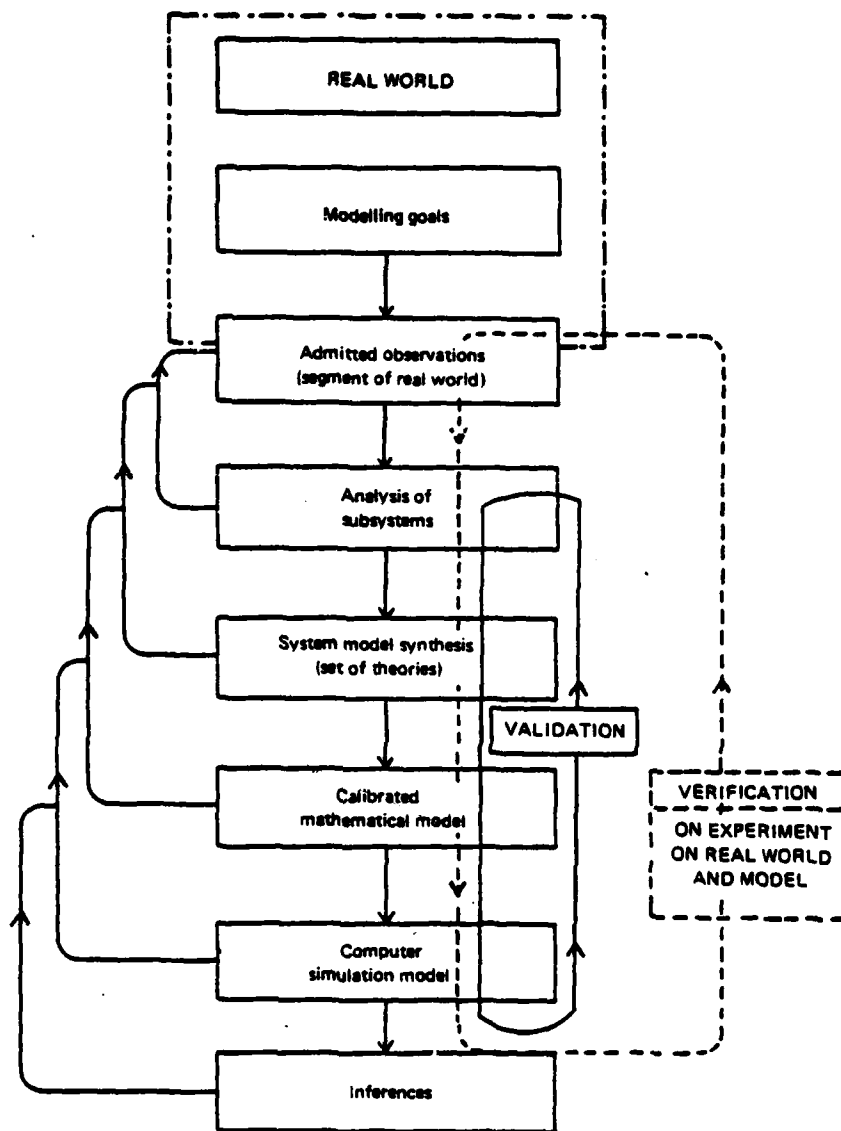 REAL WORLD
Modelling goals
Admitted observations
(segment of real world)
Analysis of
subsystems
System model synthesis
(set of theories)
VALIDATION
Calibrated
mathematical model
VERIFICATION
ON EXPERIMENT
ON REAL WORLD
AND MODEL
Computer
simulation model
Inferences